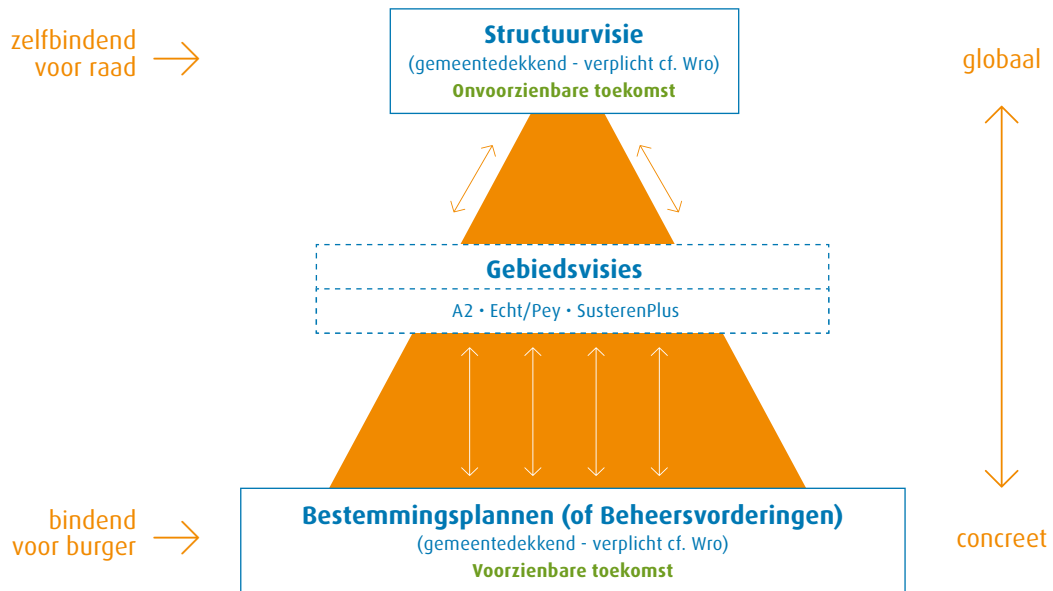 zelfbindend
voor raad
Structuurvisie
(gemeentedekkend - verplicht cf. Wro)
Onvoorzienbare toekomst
globaal
Gebiedsvisies
A2 • Echt/Pey • SusterenPlus
bindend
voor burger
Bestemmingsplannen (of Beheersvorderingen)
(gemeentedekkend - verplicht cf. Wro)
Voorzienbare toekomst
concreet